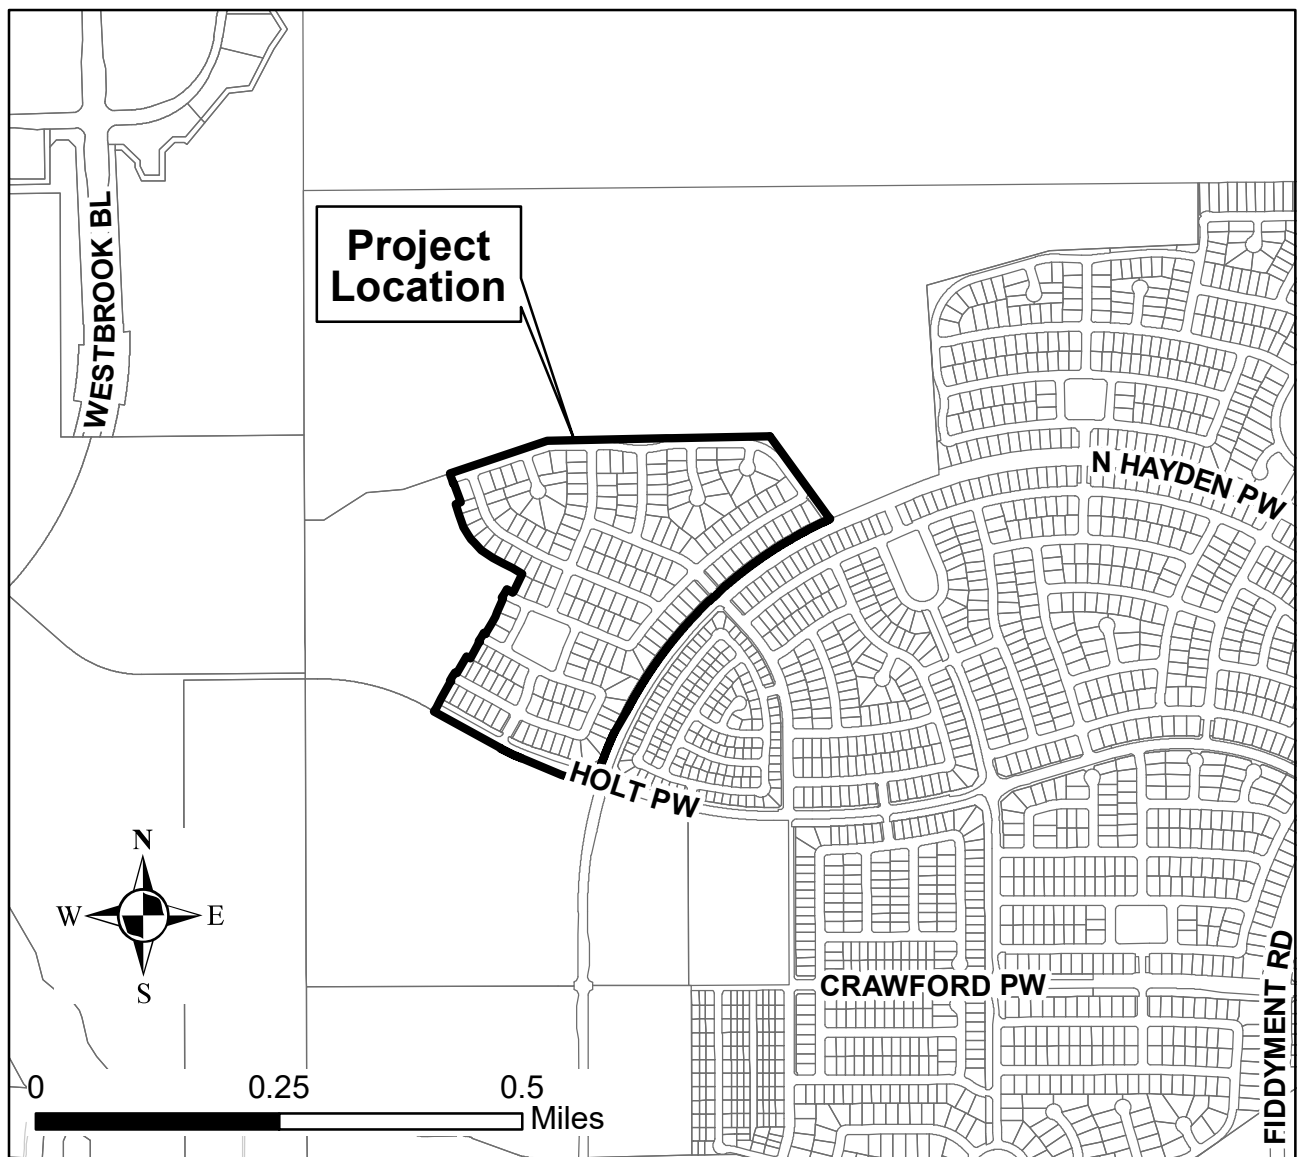 WESTBROOK BL
Project
Location
N HAYDEN PW
HOLT PW
N
W
E
S
CRAWFORD PW
FIDDYMENT RD
0 0.25 0.5
Miles